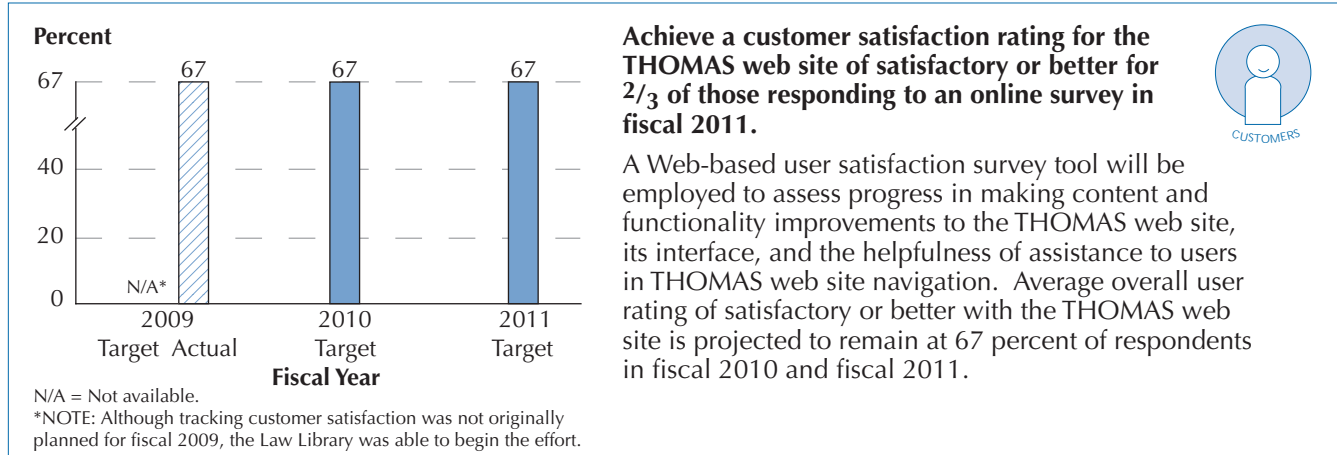 Percent
67 67 67
67
40
20
0
N/A*
2009 2010 2011
Target Actual Target Target
Fiscal Year
N/A = Not available.
*NOTE: Although tracking customer satisfaction was not originally
planned for fiscal 2009, the Law Library was able to begin the effort.
Achieve a customer satisfaction rating for the
THOMAS web site of satisfactory or better for
2/3 of those responding to an online survey in
fiscal 2011.
CUSTOMERS
A Web-based user satisfaction survey tool will be
employed to assess progress in making content and
functionality improvements to the THOMAS web site,
its interface, and the helpfulness of assistance to users
in THOMAS web site navigation.  Average overall user
rating of satisfactory or better with the THOMAS web
site is projected to remain at 67 percent of respondents
in fiscal 2010 and fiscal 2011.